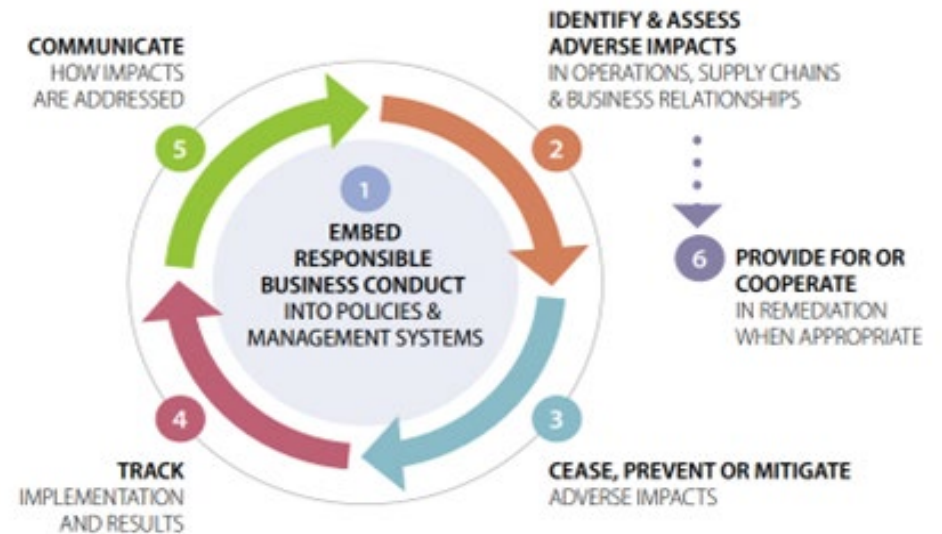 1
EMBED
RESPONSIBLE
BUSINESS CONDUCT
INTO POLICIES &
MANAGEMENT SYSTEMS
2
IDENTIFY & ASSESS
ADVERSE IMPACTS
IN OPERATIONS, SUPPLY CHAINS
& BUSINESS RELATIONSHIPS
3
CEASE, PREVENT OR MITIGATE
ADVERSE IMPACTS
4
TRACK
IMPLEMENTATION
AND RESULTS
5
COMMUNICATE
HOW IMPACTS
ARE ADDRESSED
6
PROVIDE FOR OR
COOPERATE
IN REMEDIATION
WHEN APPROPRIATE